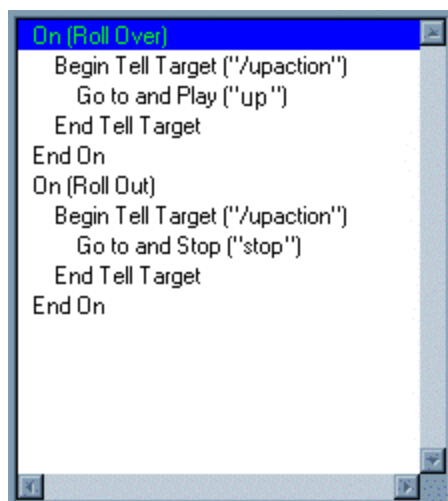 On (Roll Over)
Begin Tell Target ("/upaction")
Go to and Play ("up")
End Tell Target
End On
On (Roll Out)
Begin Tell Target ("/upaction")
Go to and Stop ("stop")
End Tell Target
End On